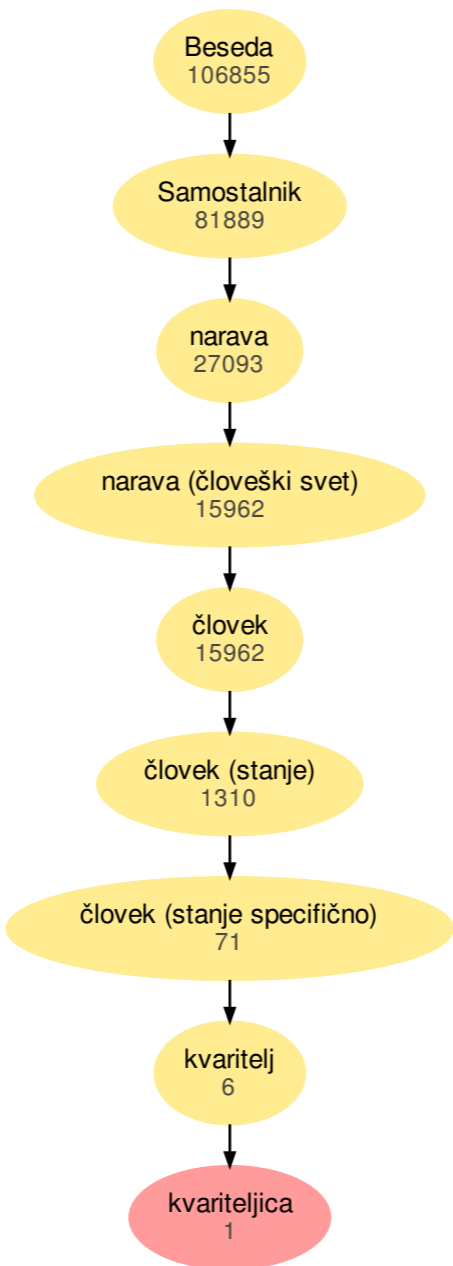 Beseda
106855
Samostalnik
81889
narava
27093
narava (človeški svet)
15962
človek
15962
človek (stanje)
1310
človek (stanje specifično)
71
kvaritelj
6
kvariteljica
1